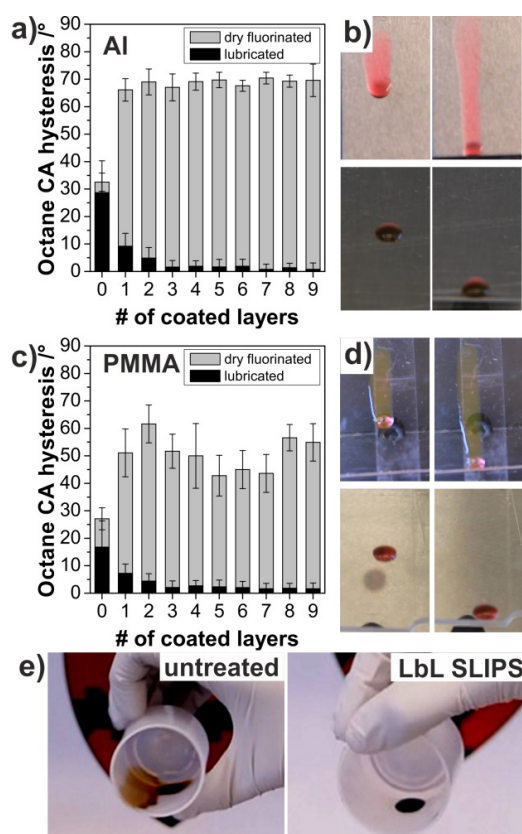 a)
Al
dry fluorinated
lubricated
Octane CA hysteresis /°
90
80
70
60
50
40
30
20
10
0
0 1 2 3 4 5 6 7 8 9
# of coated layers
b)
c)
PMMA
dry fluorinated
lubricated
Octane CA hysteresis /°
90
80
70
60
50
40
30
20
10
0
0 1 2 3 4 5 6 7 8 9
# of coated layers
d)
e)
untreated
LbL SLIPS